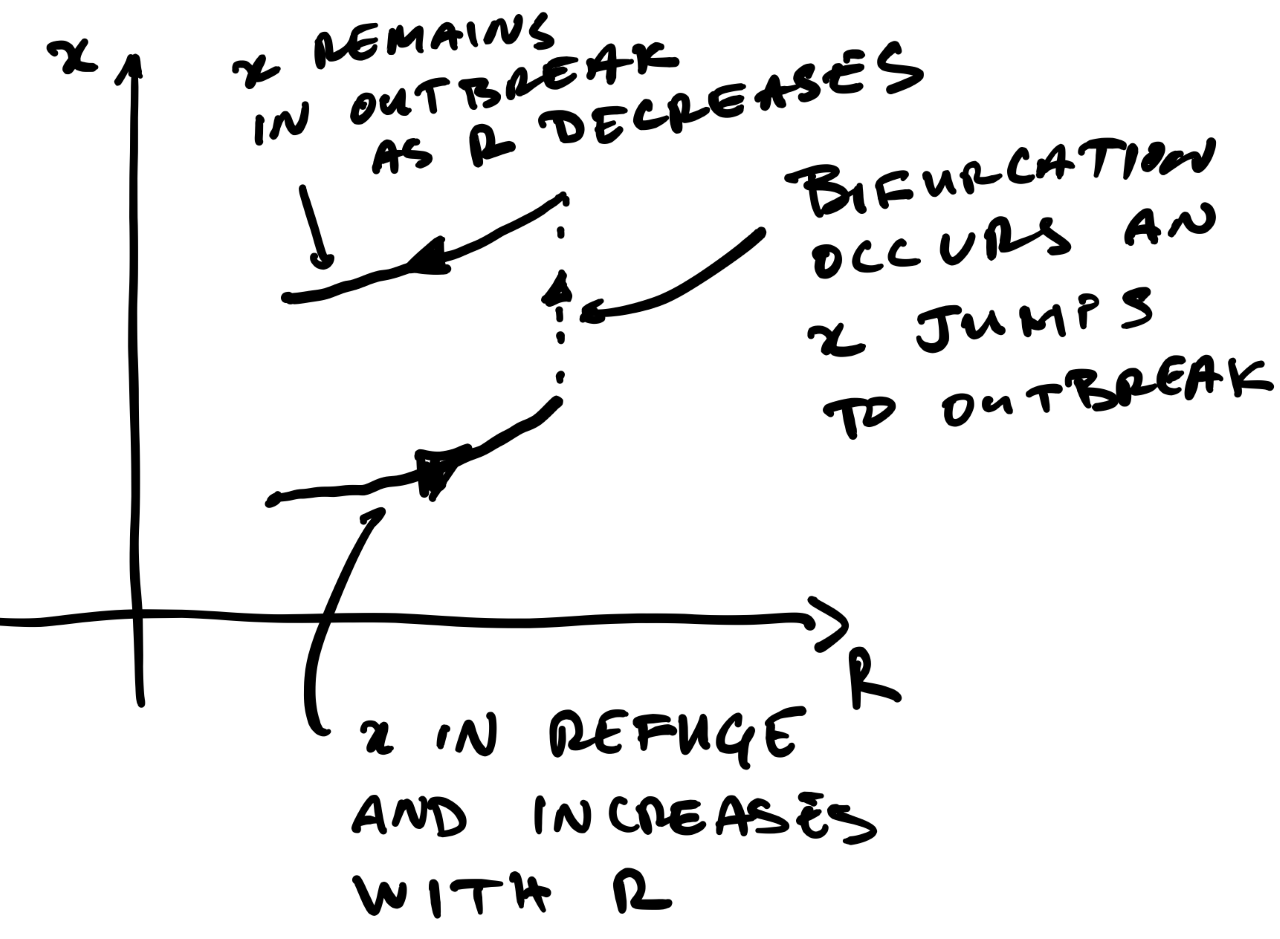 x
x REMAINS
IN OUTBREAK
AS R DECREASES
BIFURCATION
OCCURS AN
x JUMPS
TO OUTBREAK
R
x IN REFUGE
AND INCREASES
WITH R